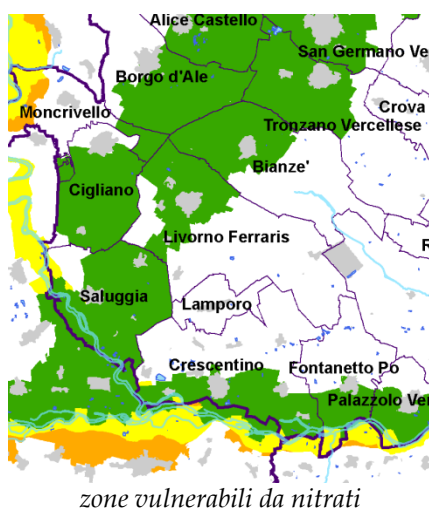 Alice Castello
San Germano Ve
Borgo d'Ale
Crova
Moncrivello
Tronzano Vercellese
Bianze'
Cigliano
Livorno Ferraris
R
Saluggia
Lamporo
Crescentino
Fontanetto Po
Palazzolo Ver
zone vulnerabili da nitrati